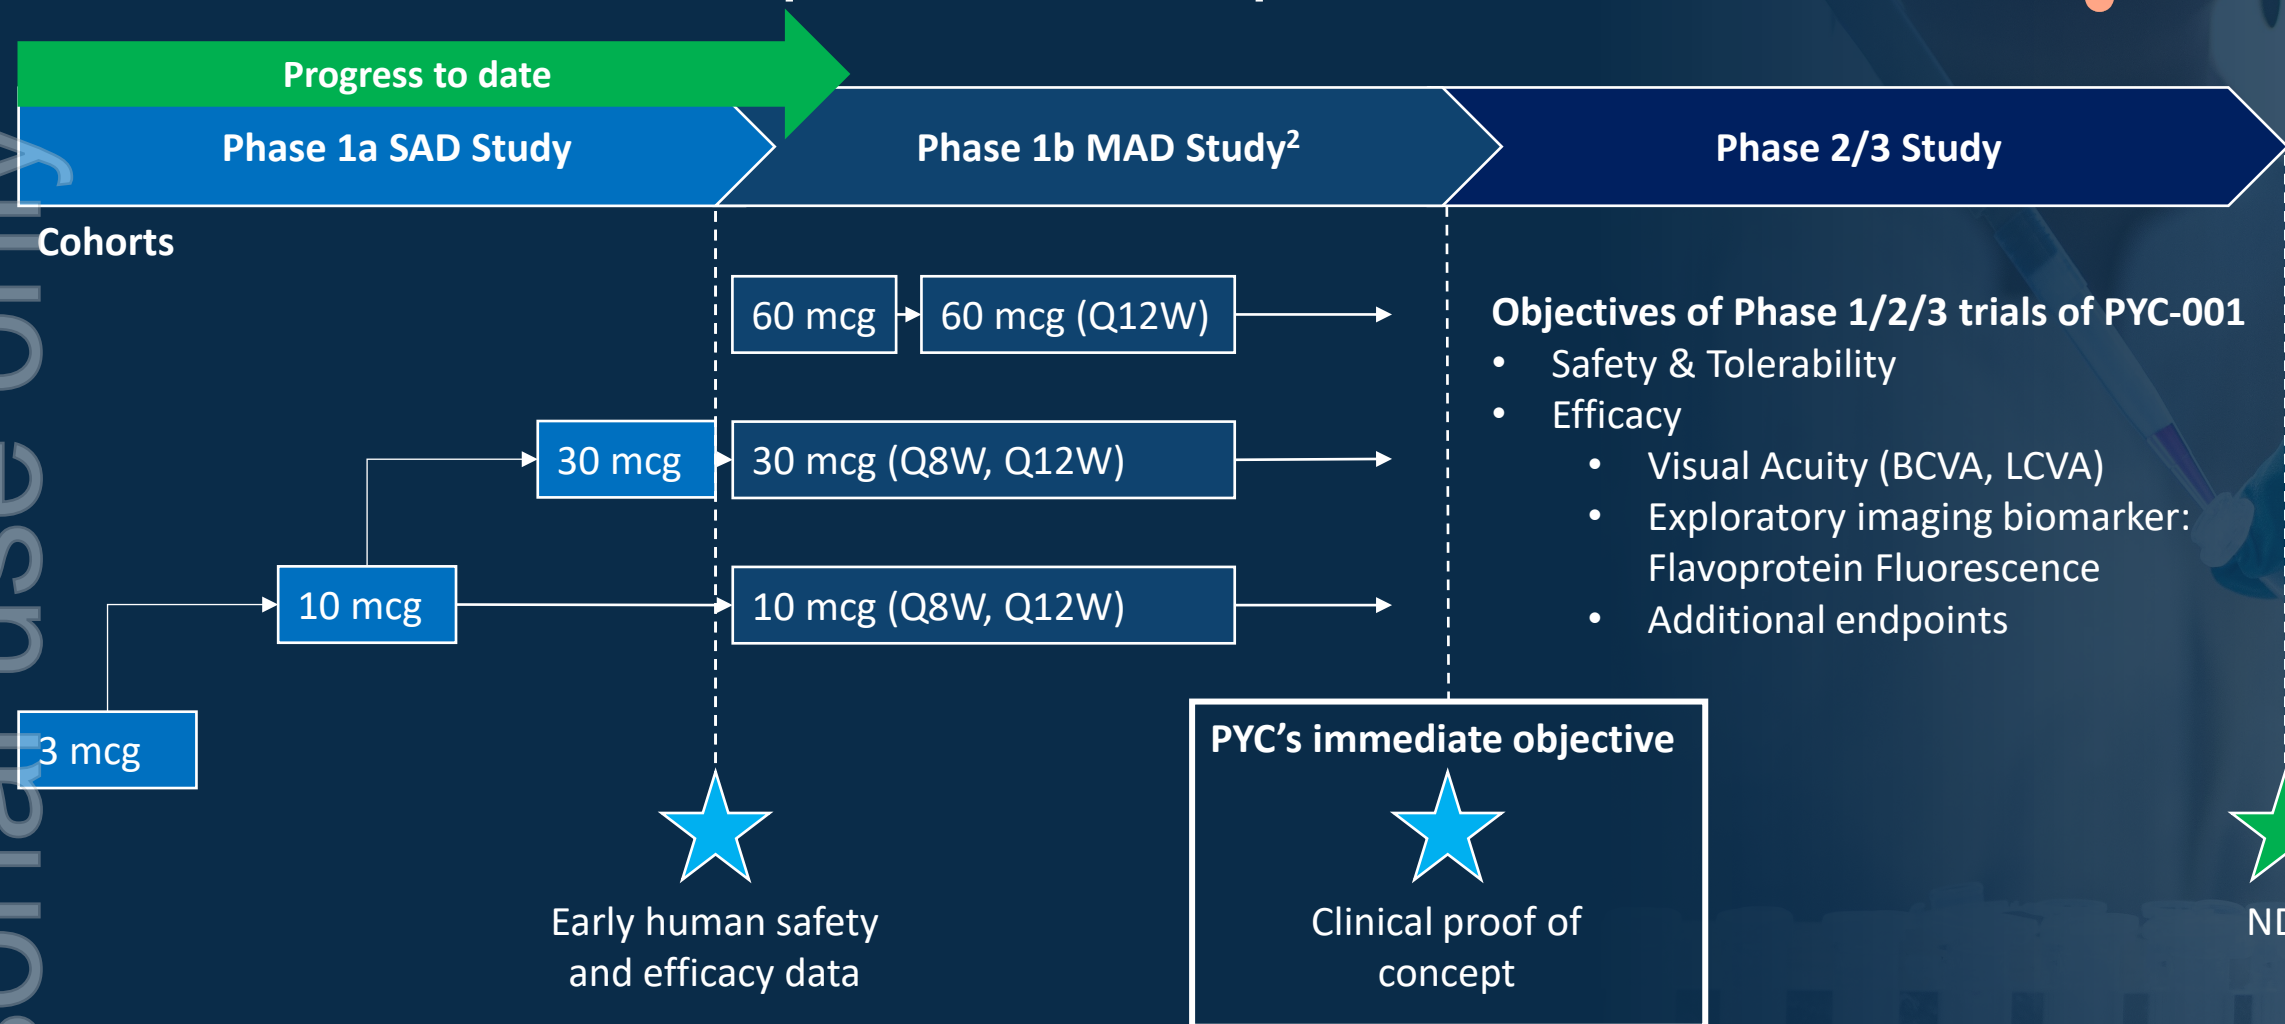 Progress to date
Phase 1a SAD Study
Phase 1b MAD Study2
Phase 2/3 Study
Cohorts
60 mcg
60 mcg (Q12W)
30 mcg
30 mcg (Q8W, Q12W)
10 mcg
10 mcg (Q8W, Q12W)
3 mcg
Objectives of Phase 1/2/3 trials of PYC-001
• Safety & Tolerability
• Efficacy
• Visual Acuity (BCVA, LCVA)
• Exploratory imaging biomarker:
Flavoprotein Fluorescence
• Additional endpoints
Early human safety
and efficacy data
PYC’s immediate objective
Clinical proof of
concept
use only